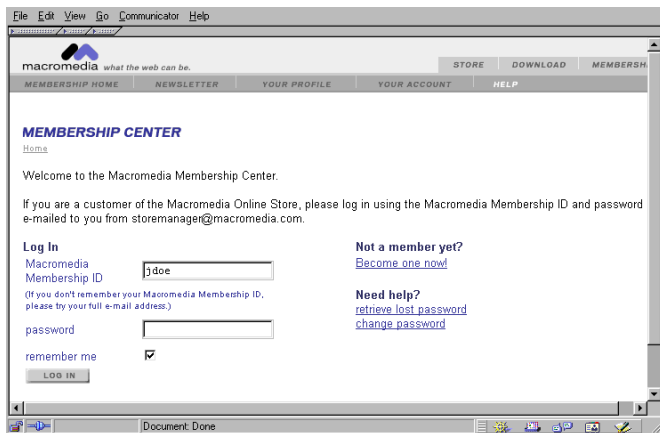 File Edit View Go Communicator Help
macromedia what the web can be.
STORE DOWNLOAD MEMBERSH
MEMBERSHIP HOME NEWSLETTER YOUR PROFILE YOUR ACCOUNT HELP
MEMBERSHIP CENTER
Home
Welcome to the Macromedia Membership Center.
If you are a customer of the Macromedia Online Store, please log in using the Macromedia Membership ID and password
e-mailed to you from storemanager@macromedia.com.
Log In
Macromedia
Membership ID
jdoe
(If you don't remember your Macromedia Membership ID,
please try your full e-mail address.)
password
remember me
LOG IN
Not a member yet?
Become one now!
Need help?
retrieve lost password
change password
Document: Done